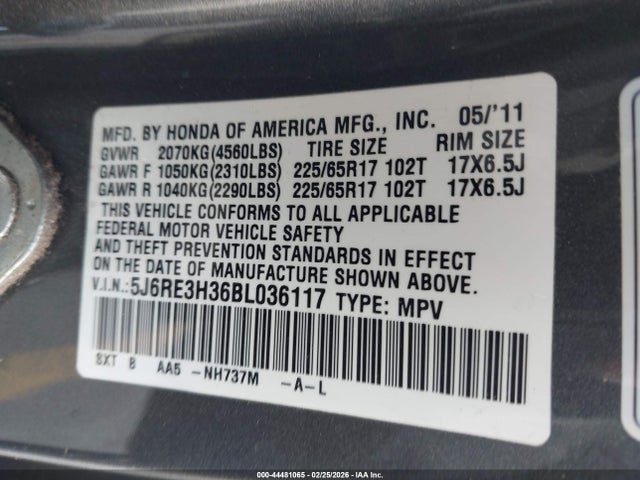 MFD. BY HONDA OF AMERICA MFG., INC. 05/'11
GVWR 2070KG(4560LBS) TIRE SIZE RIM SIZE
GAWR F 1050KG(2310LBS) 225/65R17 102T 17X6.5J
GAWR R 1040KG(2290LBS) 225/65R17 102T 17X6.5J
THIS VEHICLE CONFORMS TO ALL APPLICABLE
FEDERAL MOTOR VEHICLE SAFETY
AND THEFT PREVENTION STANDARDS IN EFFECT
ON THE DATE OF MANUFACTURE SHOWN ABOVE.
V.I.N.:5J6RE3H36BL036117 TYPE: MPV
SXT B AA5 -NH737M -A-L
000-44481065 - 02/25/2026 - IAA Inc.